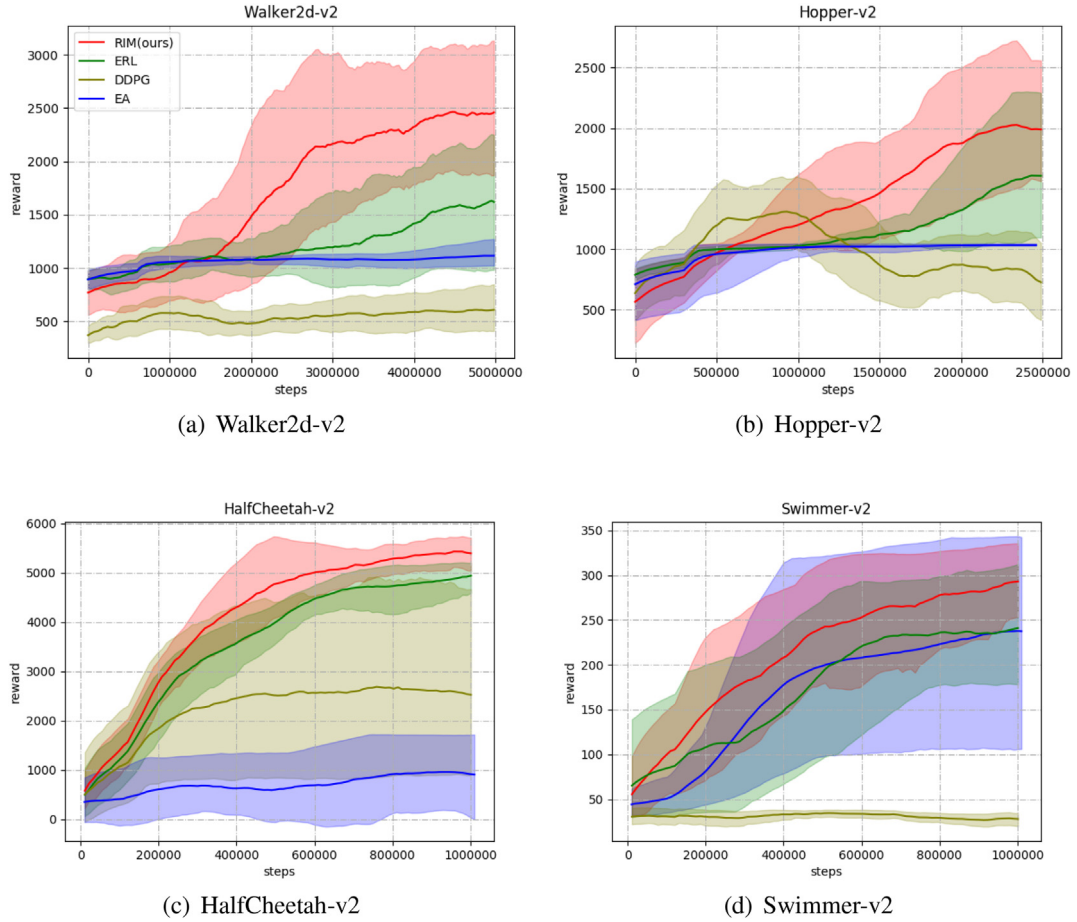 Walker2d-v2
RIM(ours)
ERL
DDPG
EA
reward
3000
2500
2000
1500
1000
500
0 1000000 2000000 3000000 4000000 5000000
steps
(a) Walker2d-v2
Hopper-v2
reward
2500
2000
1500
1000
500
0 500000 1000000 1500000 2000000 2500000
steps
(b) Hopper-v2
HalfCheetah-v2
reward
6000
5000
4000
3000
2000
1000
0
0 200000 400000 600000 800000 1000000
steps
(c) HalfCheetah-v2
Swimmer-v2
reward
350
300
250
200
150
100
50
0 200000 400000 600000 800000 1000000
steps
(d) Swimmer-v2